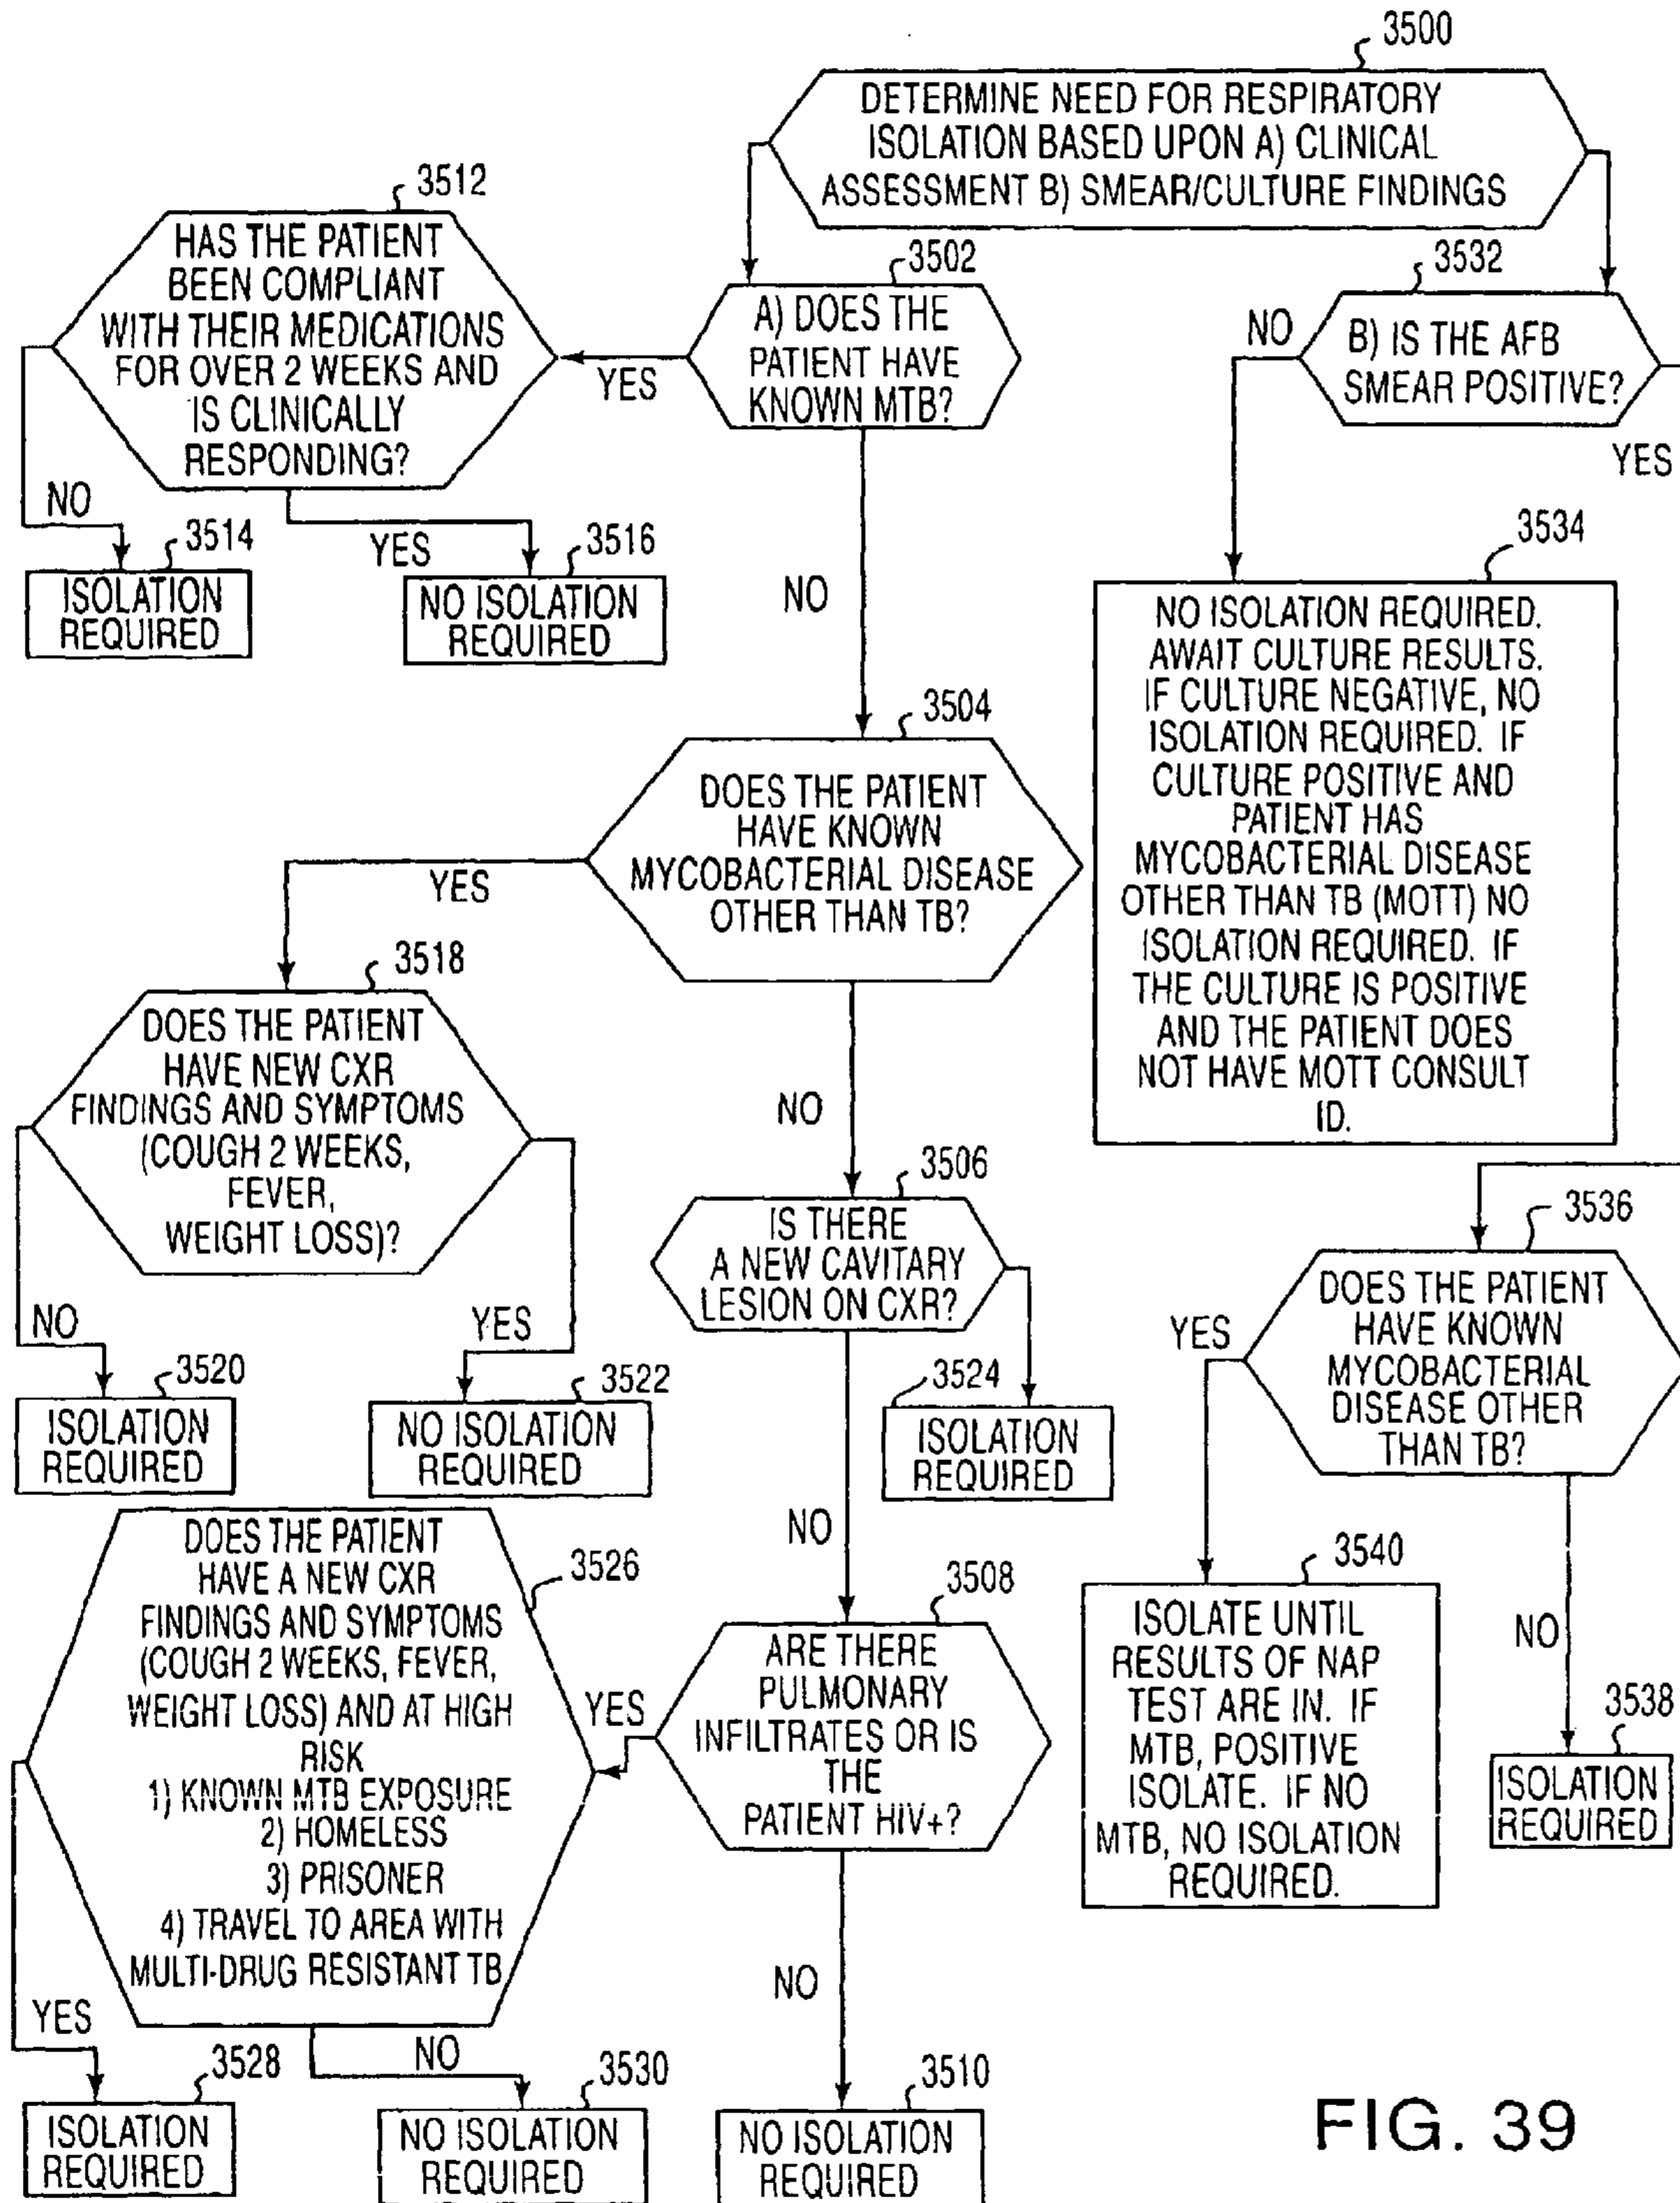 3500
DETERMINE NEED FOR RESPIRATORY
ISOLATION BASED UPON A) CLINICAL
ASSESSMENT B) SMEAR/CULTURE FINDINGS
3512
HAS THE PATIENT
BEEN COMPLIANT
WITH THEIR MEDICATIONS
FOR OVER 2 WEEKS AND
IS CLINICALLY
RESPONDING?
3502
A) DOES THE
PATIENT HAVE
KNOWN MTB?
YES
3532
B) IS THE AFB
SMEAR POSITIVE?
NO
YES
NO
3514
ISOLATION
REQUIRED
YES
3516
NO ISOLATION
REQUIRED
NO
3534
NO ISOLATION REQUIRED.
AWAIT CULTURE RESULTS.
IF CULTURE NEGATIVE, NO
ISOLATION REQUIRED. IF
CULTURE POSITIVE AND
PATIENT HAS
MYCOBACTERIAL DISEASE
OTHER THAN TB (MOTT) NO
ISOLATION REQUIRED. IF
THE CULTURE IS POSITIVE
AND THE PATIENT DOES
NOT HAVE MOTT CONSULT
ID.
3504
DOES THE PATIENT
HAVE KNOWN
MYCOBACTERIAL DISEASE
OTHER THAN TB?
YES
3518
DOES THE PATIENT
HAVE NEW CXR
FINDINGS AND SYMPTOMS
(COUGH 2 WEEKS,
FEVER,
WEIGHT LOSS)?
NO
3506
IS THERE
A NEW CAVITARY
LESION ON CXR?
3536
DOES THE PATIENT
HAVE KNOWN
MYCOBACTERIAL
DISEASE OTHER
THAN TB?
NO
YES
YES
3520
ISOLATION
REQUIRED
3522
NO ISOLATION
REQUIRED
3524
ISOLATION
REQUIRED
NO
3526
DOES THE PATIENT
HAVE A NEW CXR
FINDINGS AND SYMPTOMS
(COUGH 2 WEEKS, FEVER,
WEIGHT LOSS) AND AT HIGH
RISK
1) KNOWN MTB EXPOSURE
2) HOMELESS
3) PRISONER
4) TRAVEL TO AREA WITH
MULTI-DRUG RESISTANT TB
YES
3508
ARE THERE
PULMONARY
INFILTRATES OR IS
THE
PATIENT HIV+?
3540
ISOLATE UNTIL
RESULTS OF NAP
TEST ARE IN. IF
MTB, POSITIVE
ISOLATE. IF NO
MTB, NO ISOLATION
REQUIRED.
NO
3538
ISOLATION
REQUIRED
YES
3528
ISOLATION
REQUIRED
NO
3530
NO ISOLATION
REQUIRED
NO
3510
NO ISOLATION
REQUIRED
FIG. 39